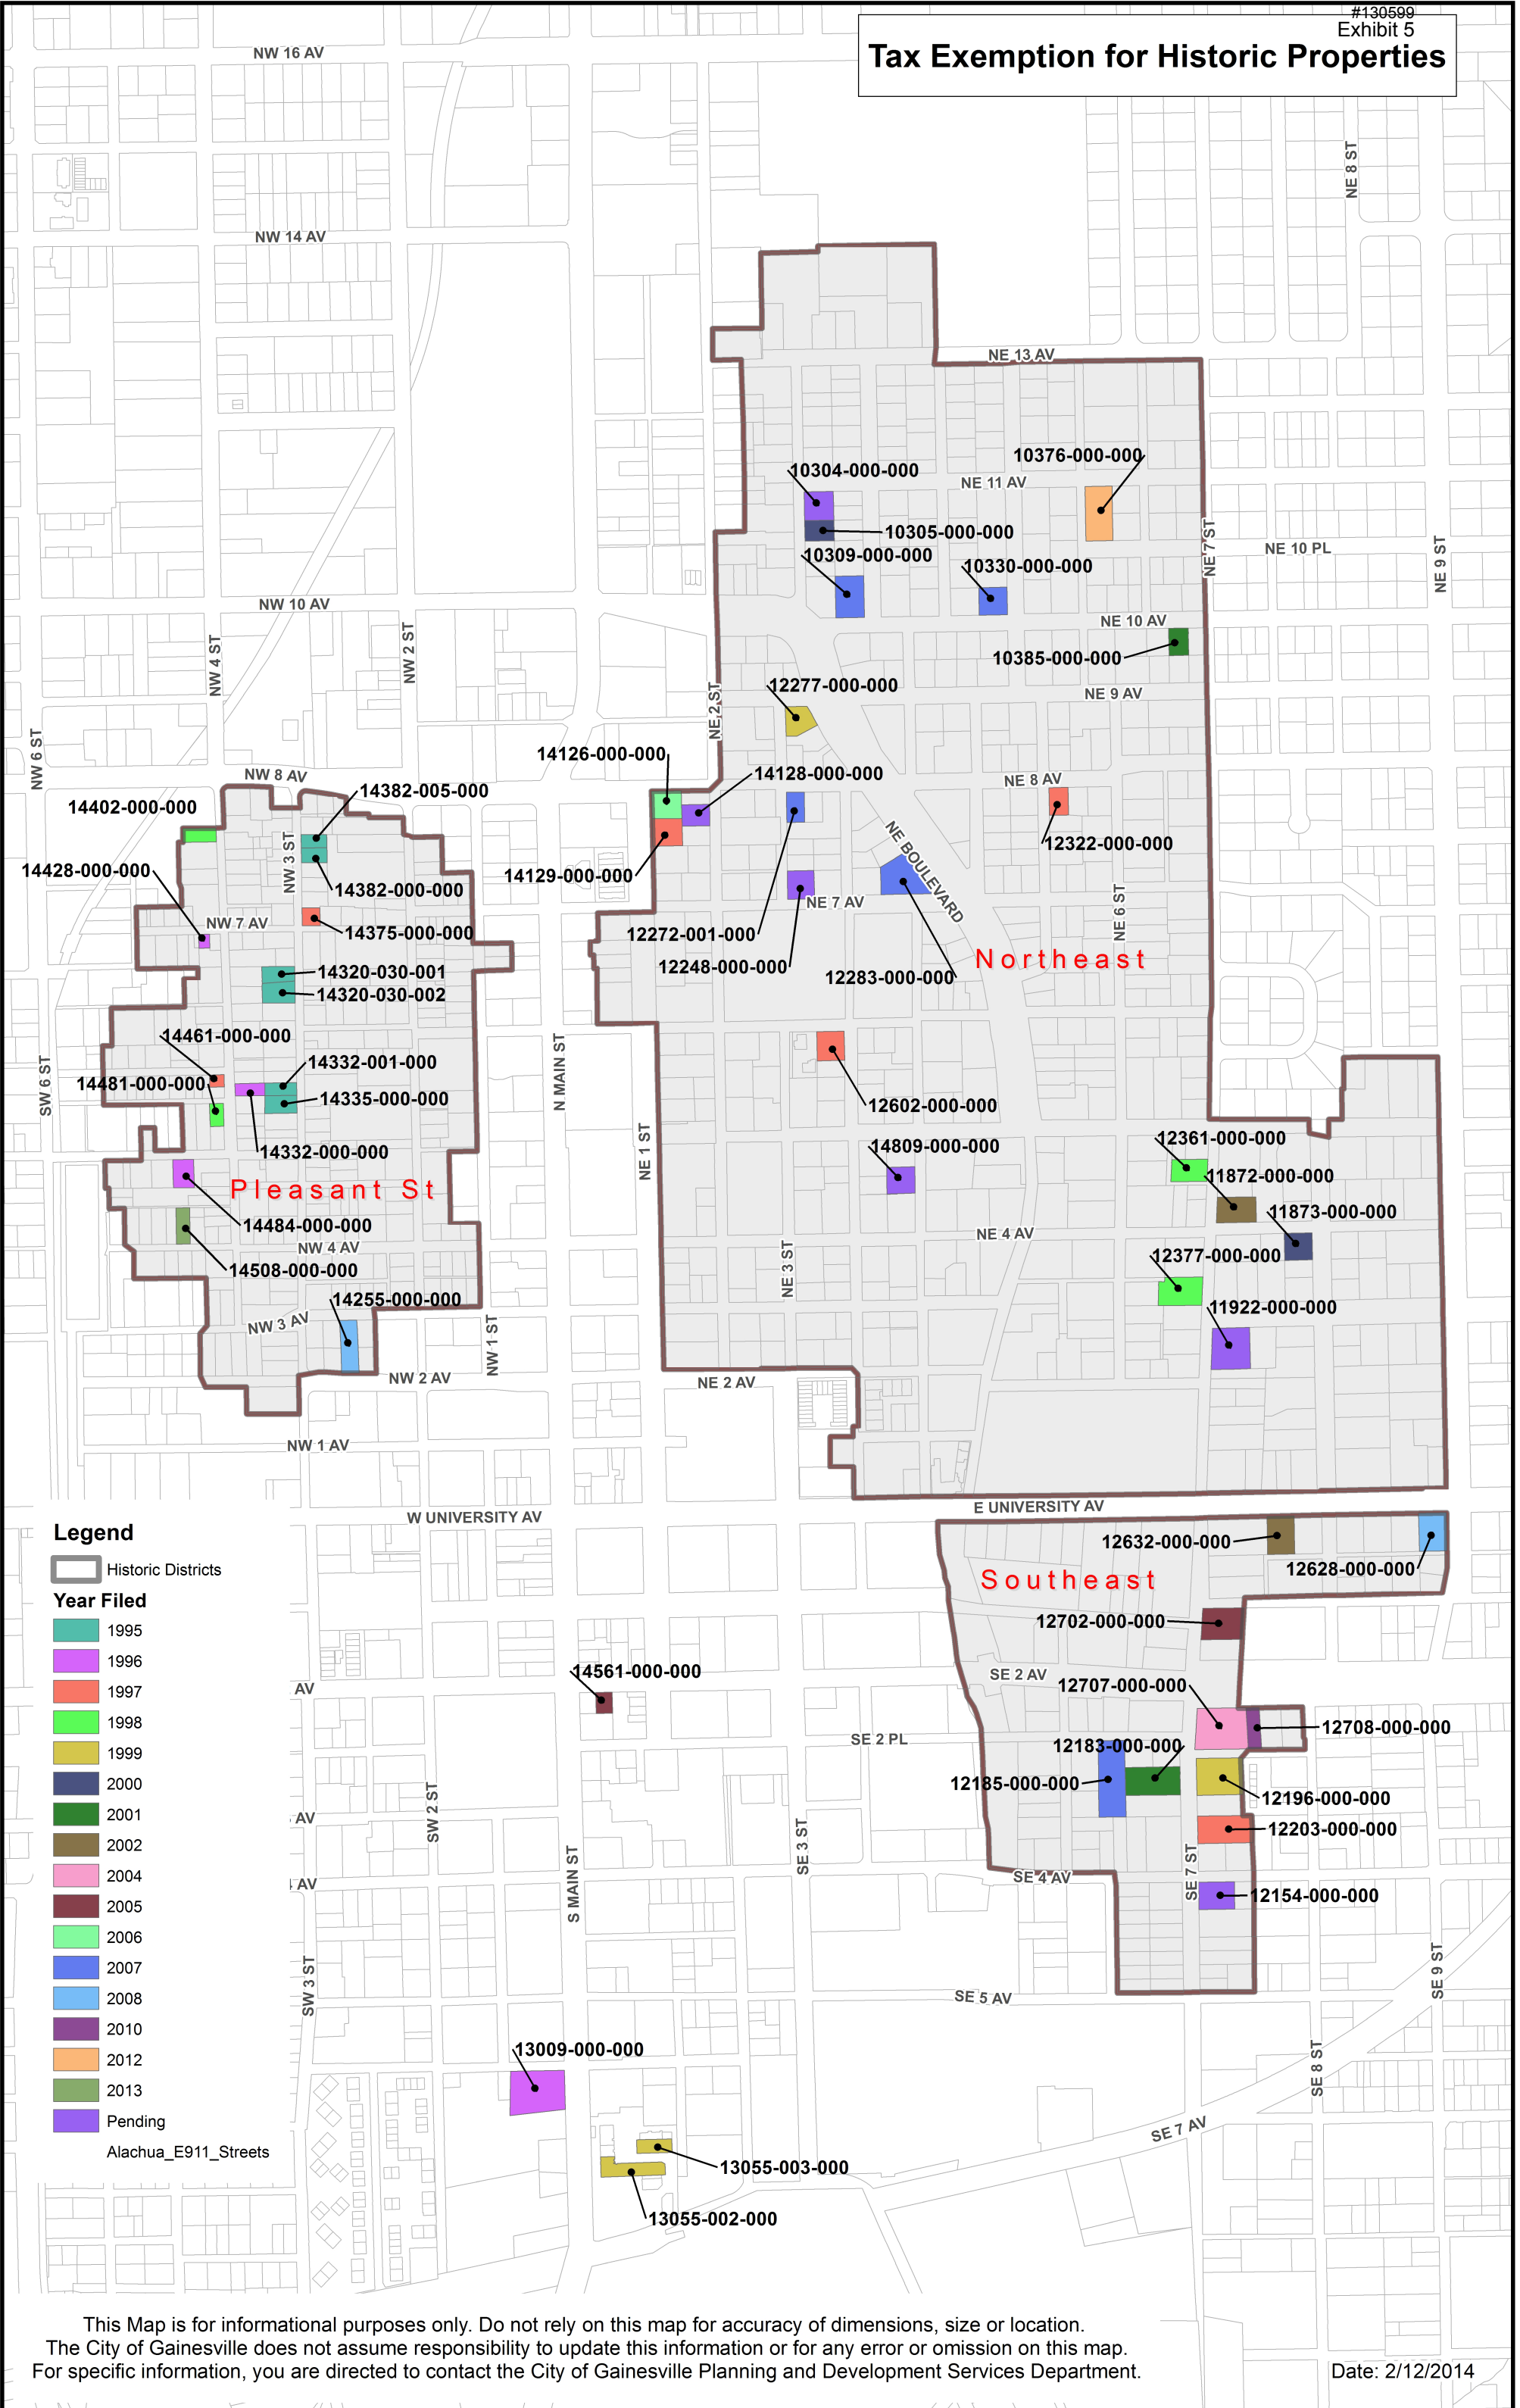 #130599
Exhibit 5
Tax Exemption for Historic Properties
NW 16 AV
NE 8 ST
NW 14 AV
NE 13 AV
10376-000-000
10304-000-000
NE 11 AV
10305-000-000
NE 7 ST
NE 10 PL
NE 9 ST
10309-000-000
10330-000-000
NW 10 AV
NE 10 AV
NW 4 ST
NW 2 ST
10385-000-000
12277-000-000
NE 9 AV
NE 2 ST
NW 6 ST
14126-000-000
14128-000-000
NW 8 AV
NE 8 AV
14382-005-000
14402-000-000
NW 3 ST
NE BOULEVARD
12322-000-000
14428-000-000
14129-000-000
14382-000-000
NE 7 AV
NE 6 ST
NW 7 AV
14375-000-000
12272-001-000
Northeast
12248-000-000
12283-000-000
14320-030-001
14320-030-002
14461-000-000
14332-001-000
N MAIN ST
SW 6 ST
14481-000-000
14335-000-000
12602-000-000
12361-000-000
NE 1 ST
14332-000-000
14809-000-000
11872-000-000
Pleasant St
11873-000-000
14484-000-000
NE 4 AV
NW 4 AV
NE 3 ST
12377-000-000
14508-000-000
14255-000-000
11922-000-000
NW 3 AV
NW 1 ST
NW 2 AV
NE 2 AV
NW 1 AV
E UNIVERSITY AV
W UNIVERSITY AV
12632-000-000
12628-000-000
Southeast
12702-000-000
14561-000-000
SE 2 AV
AV
12707-000-000
12708-000-000
SE 2 PL
12183-000-000
12185-000-000
12196-000-000
SW 2 ST
AV
SE 3 ST
12203-000-000
S MAIN ST
SE 4 AV
AV
SE 7 ST
12154-000-000
SW 3 ST
SE 5 AV
SE 9 ST
13009-000-000
SE 8 ST
SE 7 AV
13055-003-000
13055-002-000
Legend
Historic Districts
Year Filed
1995
1996
1997
1998
1999
2000
2001
2002
2004
2005
2006
2007
2008
2010
2012
2013
Pending
Alachua_E911_Streets
This Map is for informational purposes only. Do not rely on this map for accuracy of dimensions, size or location.
The City of Gainesville does not assume responsibility to update this information or for any error or omission on this map.
For specific information, you are directed to contact the City of Gainesville Planning and Development Services Department.
Date: 2/12/2014